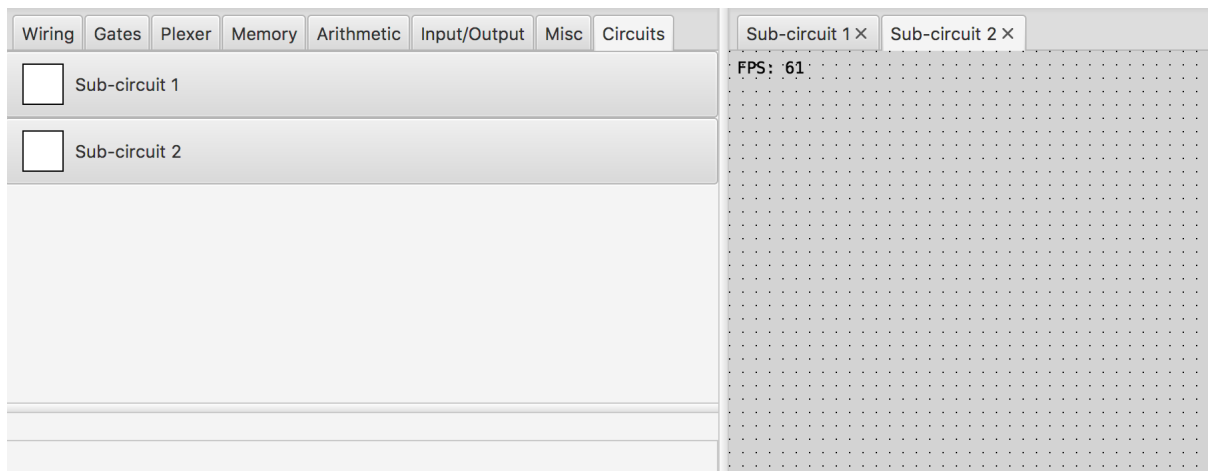 Wiring Gates Plexer Memory Arithmetic Input/Output Misc Circuits
Sub-circuit 1
Sub-circuit 2
Sub-circuit 1 × Sub-circuit 2 ×
FPS: 61